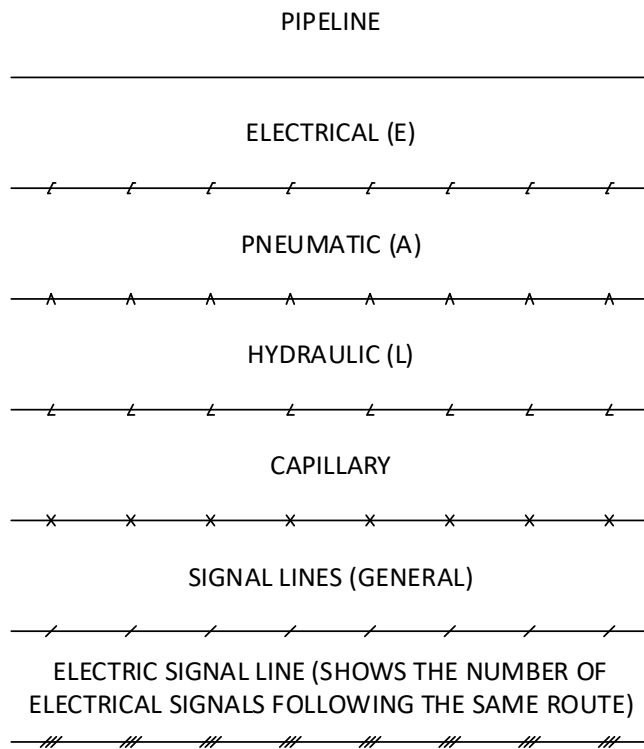 PIPELINE
ELECTRICAL (E)
PNEUMATIC (A)
HYDRAULIC (L)
CAPILLARY
SIGNAL LINES (GENERAL)
ELECTRIC SIGNAL LINE (SHOWS THE NUMBER OF
ELECTRICAL SIGNALS FOLLOWING THE SAME ROUTE)